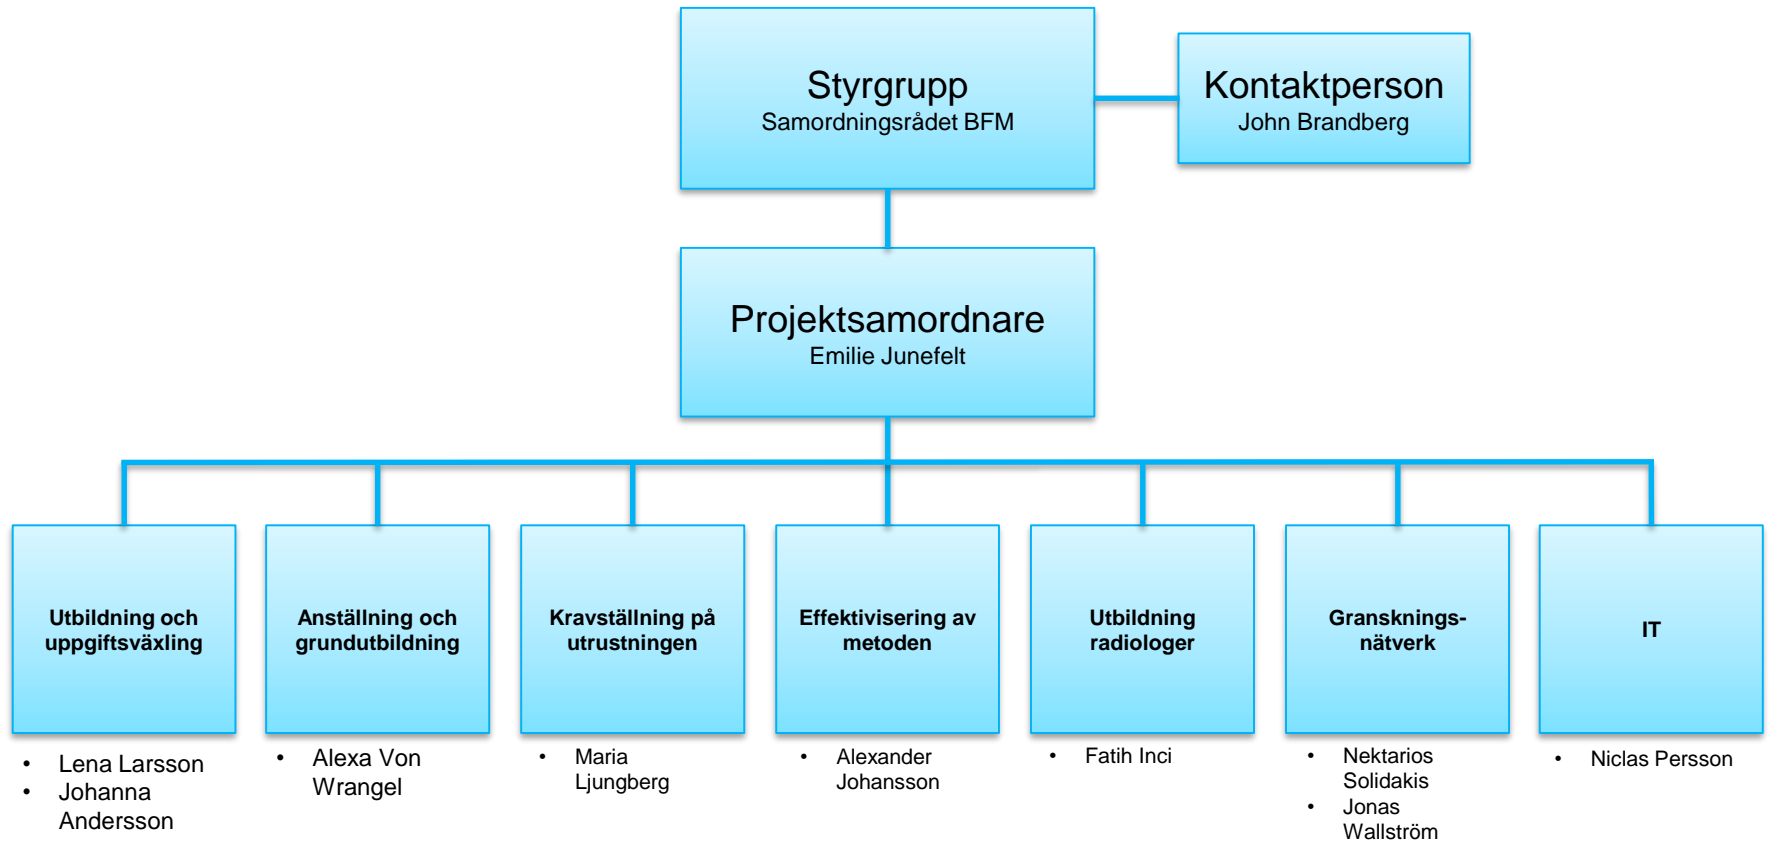 Styrgrupp
Samordningsrådet BFM
Kontaktperson
John Brandberg
Projektsamordnare
Emilie Junefelt
Utbildning och
uppgiftsväxling
Anställning och
grundutbildning
Kravställning på
utrustningen
Effektivisering av
metoden
Utbildning
radiologer
Gransknings-
nätverk
IT
• Lena Larsson
• Johanna
Andersson
• Alexa Von
Wrangel
• Maria
Ljungberg
• Alexander
Johansson
• Fatih Inci
• Nektarios
Solidakis
• Jonas
Wallström
• Niclas Persson